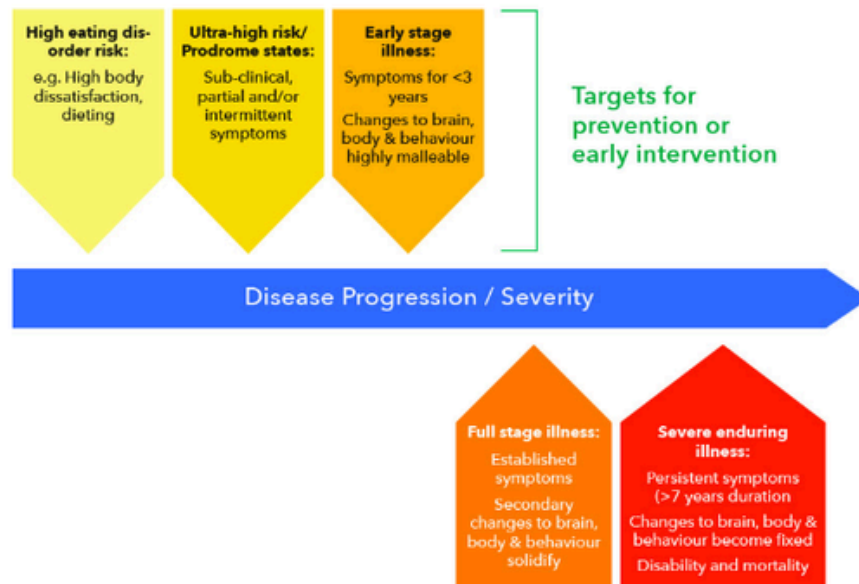 High eating dis-
order risk:
e.g. High body
dissatisfaction,
dieting
Ultra-high risk/
Prodrome states:
Sub-clinical,
partial and/or
intermittent
symptoms
Early stage
illness:
Symptoms for <3
years
Changes to brain,
body & behaviour
highly malleable
Targets for
prevention or
early intervention
Disease Progression / Severity
Full stage illness:
Established
symptoms
Secondary
changes to brain,
body & behaviour
solidify
Severe enduring
illness:
Persistent symptoms
(>7 years duration
Changes to brain, body &
behaviour become fixed
Disability and mortality